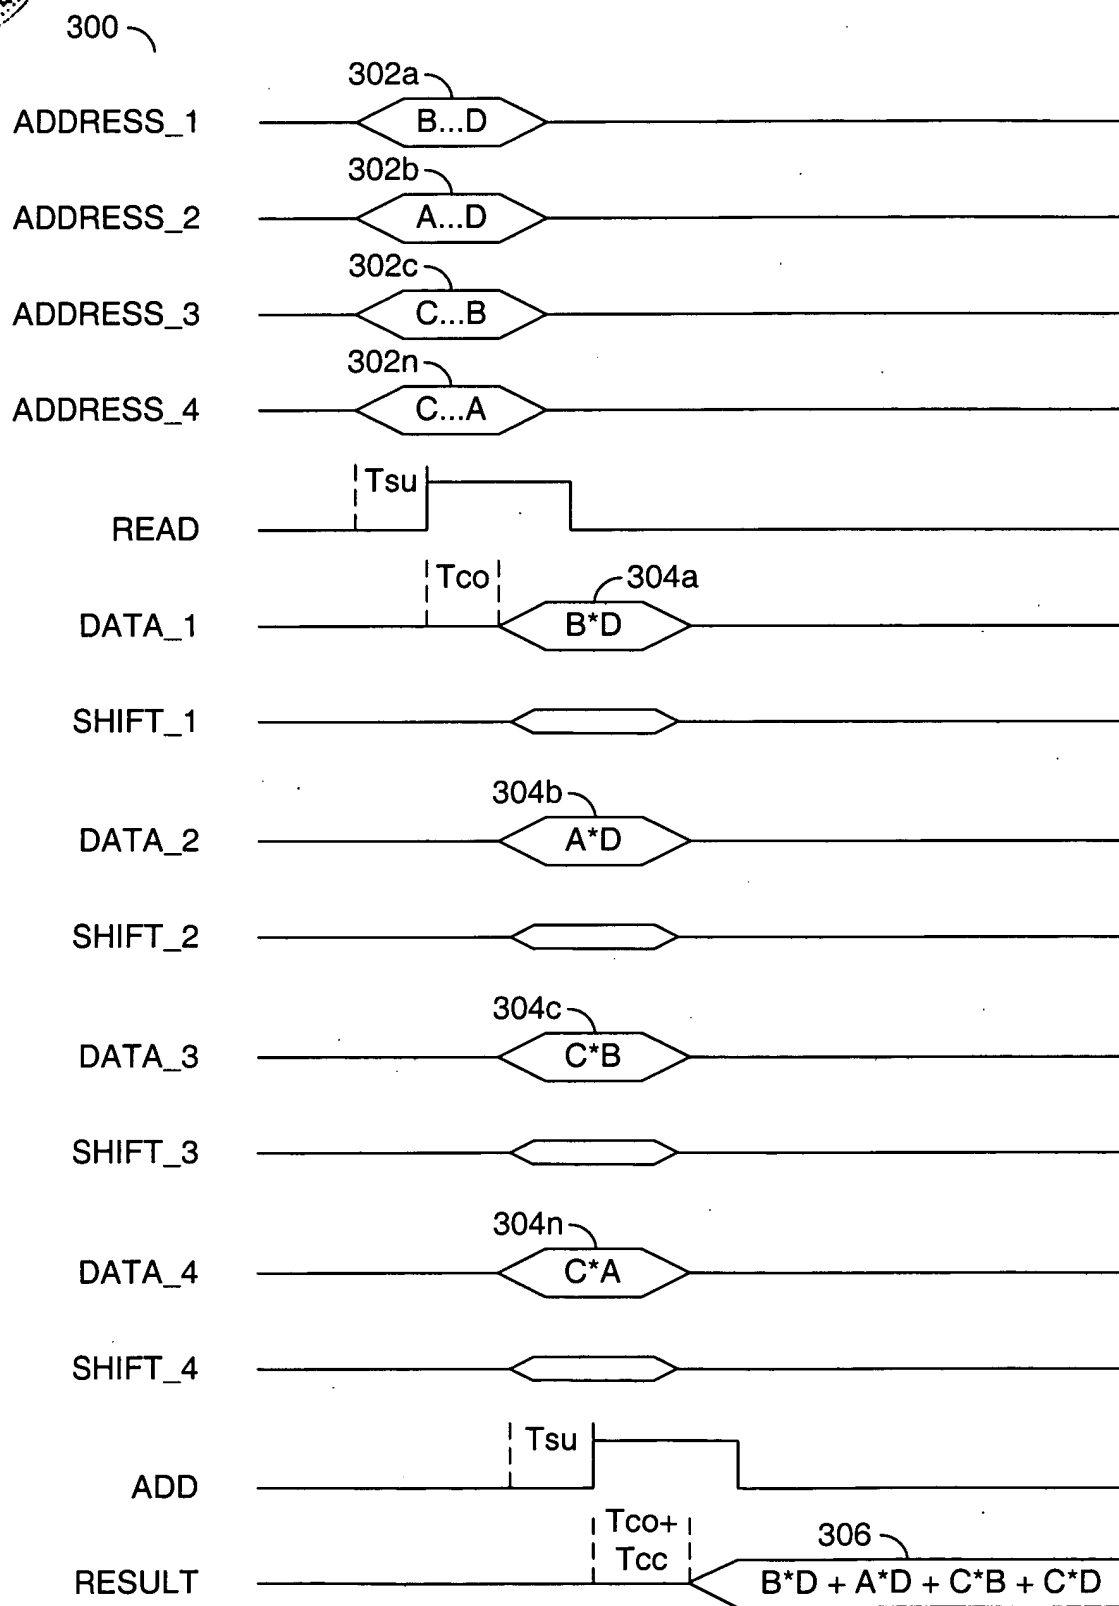 300
302a
ADDRESS_1 B...D
302b
ADDRESS_2 A...D
302c
ADDRESS_3 C...B
302n
ADDRESS_4 C...A
Tsu
READ
Tco 304a
DATA_1 B*D
SHIFT_1
304b
DATA_2 A*D
SHIFT_2
304c
DATA_3 C*B
SHIFT_3
304n
DATA_4 C*A
SHIFT_4
Tsu
ADD
Tco+
Tcc
306
RESULT B*D + A*D + C*B + C*D